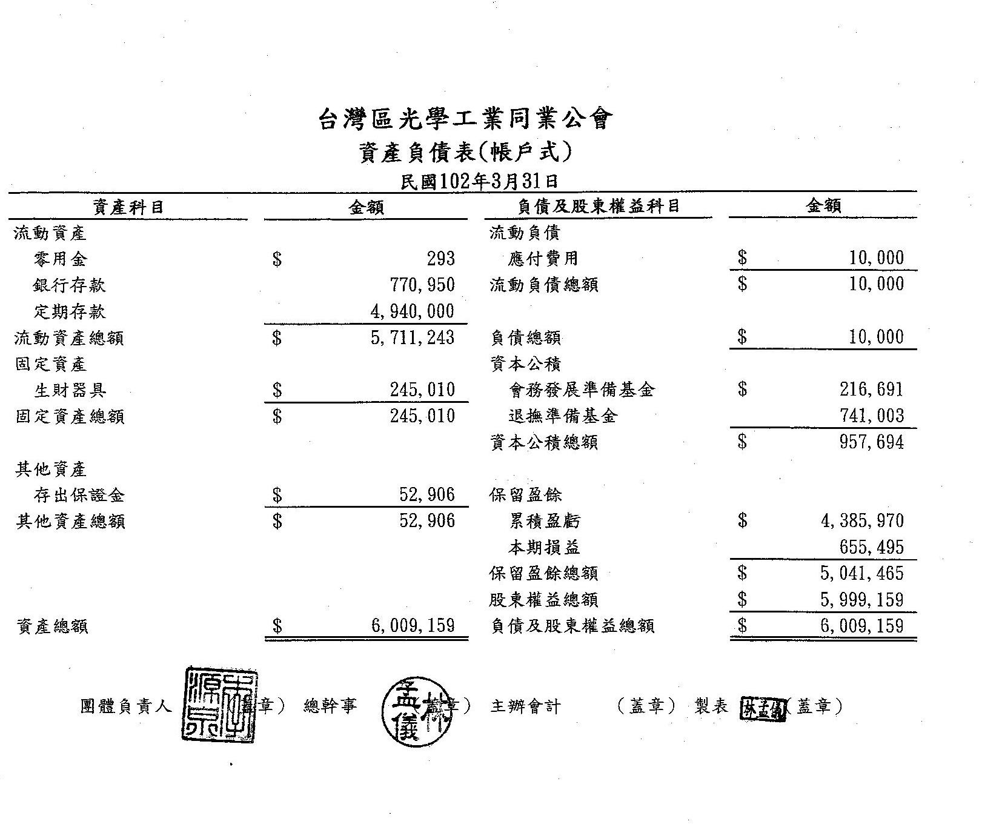 台灣區光學工業同業公會
資產負債表(帳戶式)
民國102年3月31日
資產科目 金額 負債及股東權益科目 金額
流動資產 流動負債
零用金 $ 293 應付費用 $ 10,000
銀行存款 770,950 流動負債總額 $ 10,000
定期存款 4,940,000
流動資產總額 $ 5,711,243 負債總額 $ 10,000
固定資產 資本公積
生財器具 $ 245,010 會務發展準備基金 $ 216,691
固定資產總額 $ 245,010 退撫準備基金 741,003
資本公積總額 $ 957,694
其他資產
存出保證金 $ 52,906 保留盈餘
其他資產總額 $ 52,906 累積盈虧 $ 4,385,970
本期損益 655,495
保留盈餘總額 $ 5,041,465
股東權益總額 $ 5,999,159
資產總額 $ 6,009,159 負債及股東權益總額 $ 6,009,159
團體負責人 章) 總幹事 林孟儀 (蓋章) 主辦會計 (蓋章) 製表 林孟儀 (蓋章)